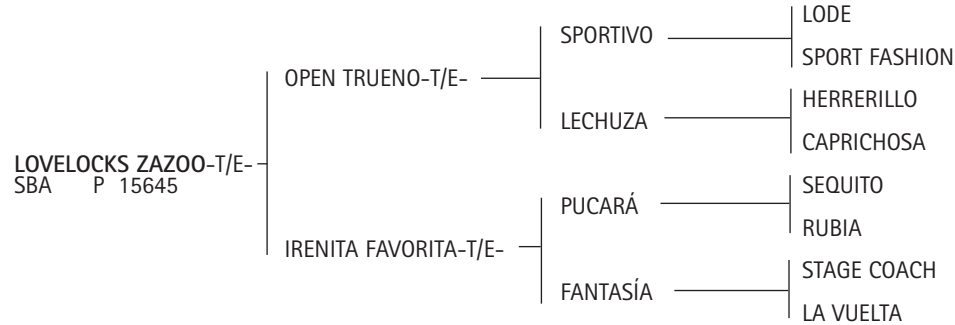 LOVELOCKS ZAZOO-T/E-
SBA P 15645
OPEN TRUENO-T/E-
IRENITA FAVORITA-T/E-
SPORTIVO
LECHUZA
PUCARÁ
FANTASÍA
LODE
SPORT FASHION
HERRERILLO
CAPRICHOSA
SEQUITO
RUBIA
STAGE COACH
LA VUELTA